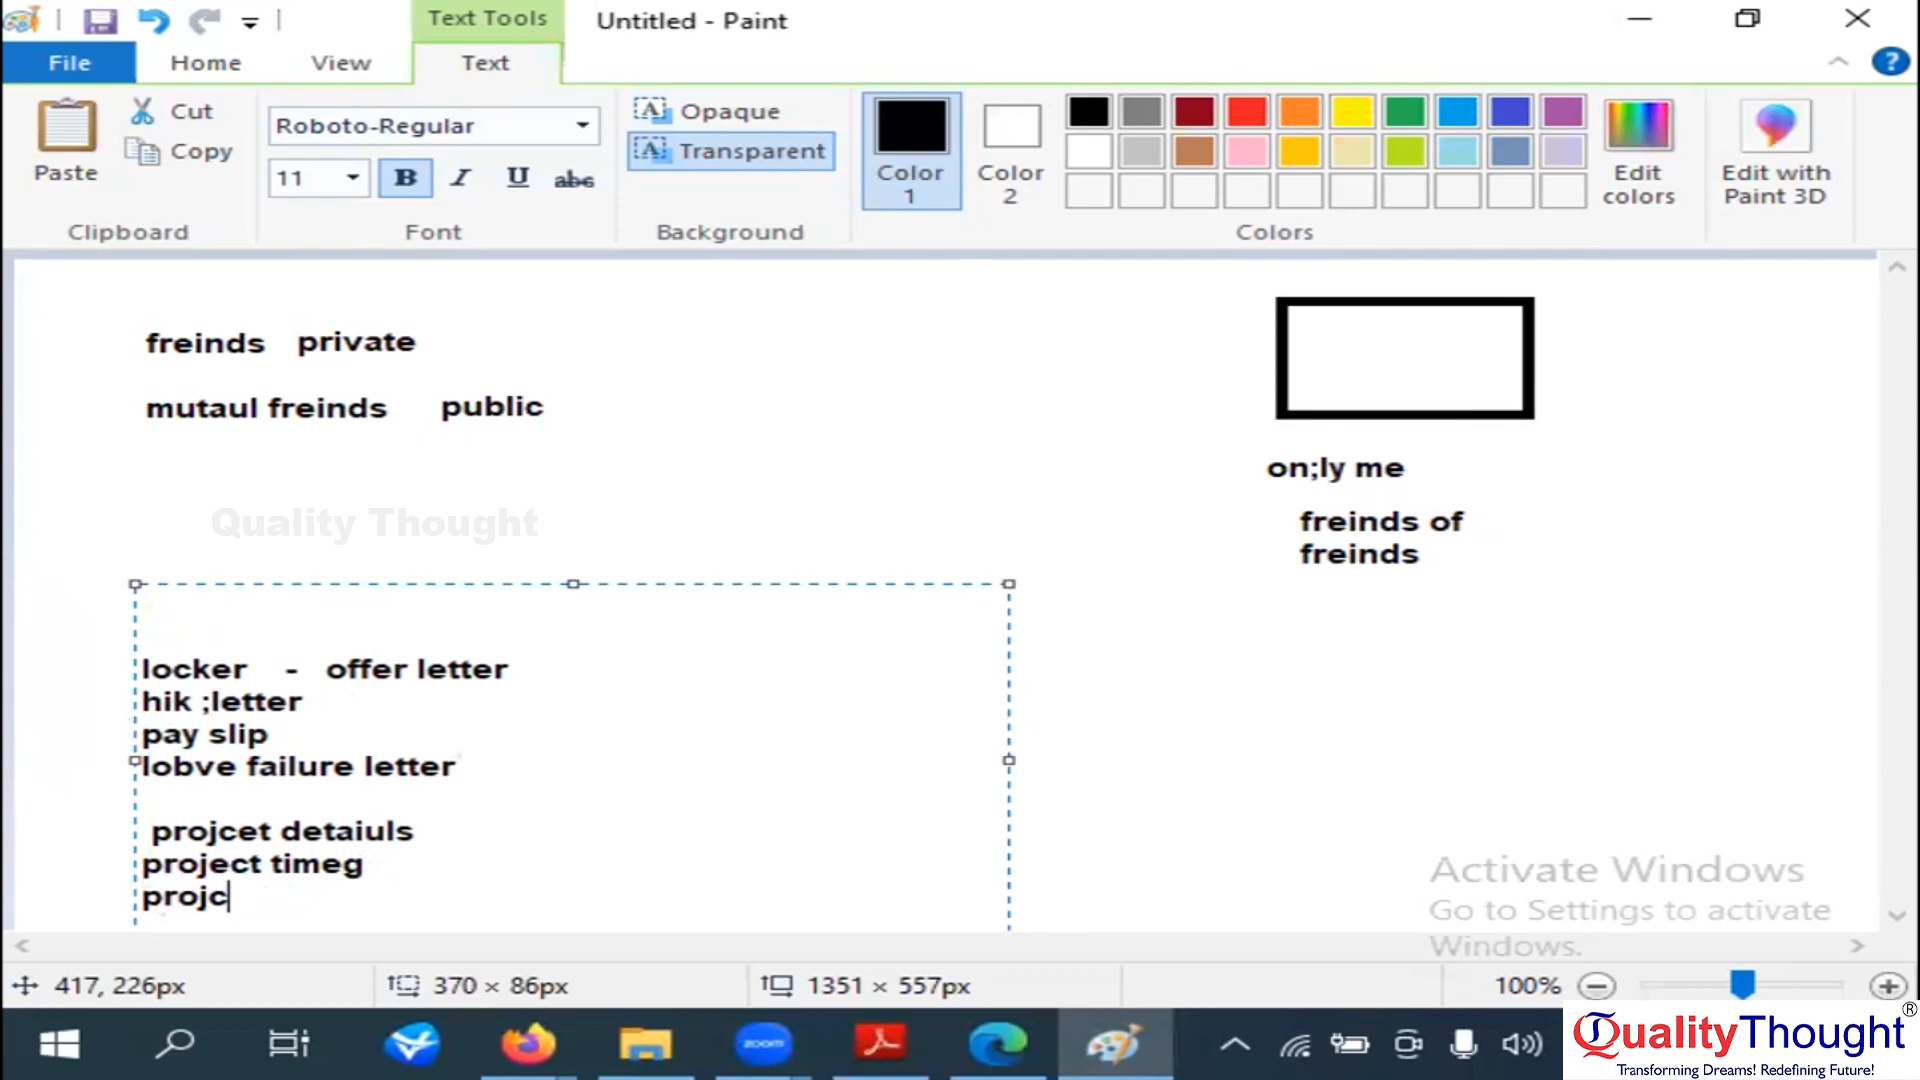 Text Tools
Untitled - Paint
File
Home
View
Text
Paste
Cut
Copy
Clipboard
Roboto-Regular
11
B
I
U
abc
Font
Opaque
Transparent
Background
Color
1
Color
2
Edit
colors
Colors
Edit with
Paint 3D
freinds private
mutaul freinds public
Quality Thought
on;ly me
freinds of
freinds
locker - offer letter
hik ;letter
pay slip
lobve failure letter
projcet detaiuls
project timeg
projc
Activate Windows
Go to Settings to activate
Windows.
417, 226px
370 × 86px
1351 × 557px
100%
zoom
QualityThought®
Transforming Dreams! Redefining Future!